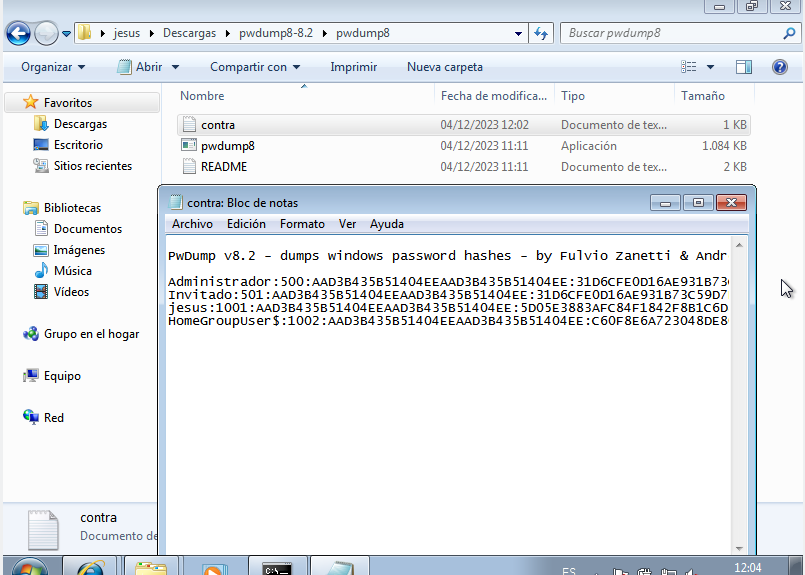 jesus Descargas pwdump8-8.2 pwdump8 Buscar pwdump8
Organizar Abrir Compartir con Imprimir Nueva carpeta
Favoritos
Descargas
Escritorio
Sitios recientes
Bibliotecas
Documentos
Imágenes
Música
Vídeos
Grupo en el hogar
Equipo
Red
Nombre Fecha de modifica... Tipo Tamaño
contra 04/12/2023 12:02 Documento de tex... 1 KB
pwdump8 04/12/2023 11:11 Aplicación 1.084 KB
README 04/12/2023 11:11 Documento de tex... 2 KB
contra: Bloc de notas
Archivo Edición Formato Ver Ayuda
PwDump v8.2 - dumps windows password hashes - by Fulvio Zanetti & Andr
Administrador:500:AAD3B435B51404EEAAD3B435B51404EE:31D6CFE0D16AE931B73
Invitado:501:AAD3B435B51404EEAAD3B435B51404EE:31D6CFE0D16AE931B73C59D7
jesus:1001:AAD3B435B51404EEAAD3B435B51404EE:5D05E3883AFC84F1842F8B1C6D
HomeGroupUser$:1002:AAD3B435B51404EEAAD3B435B51404EE:C60F8E6A723048DE8
contra
Documento de
ES 12:04